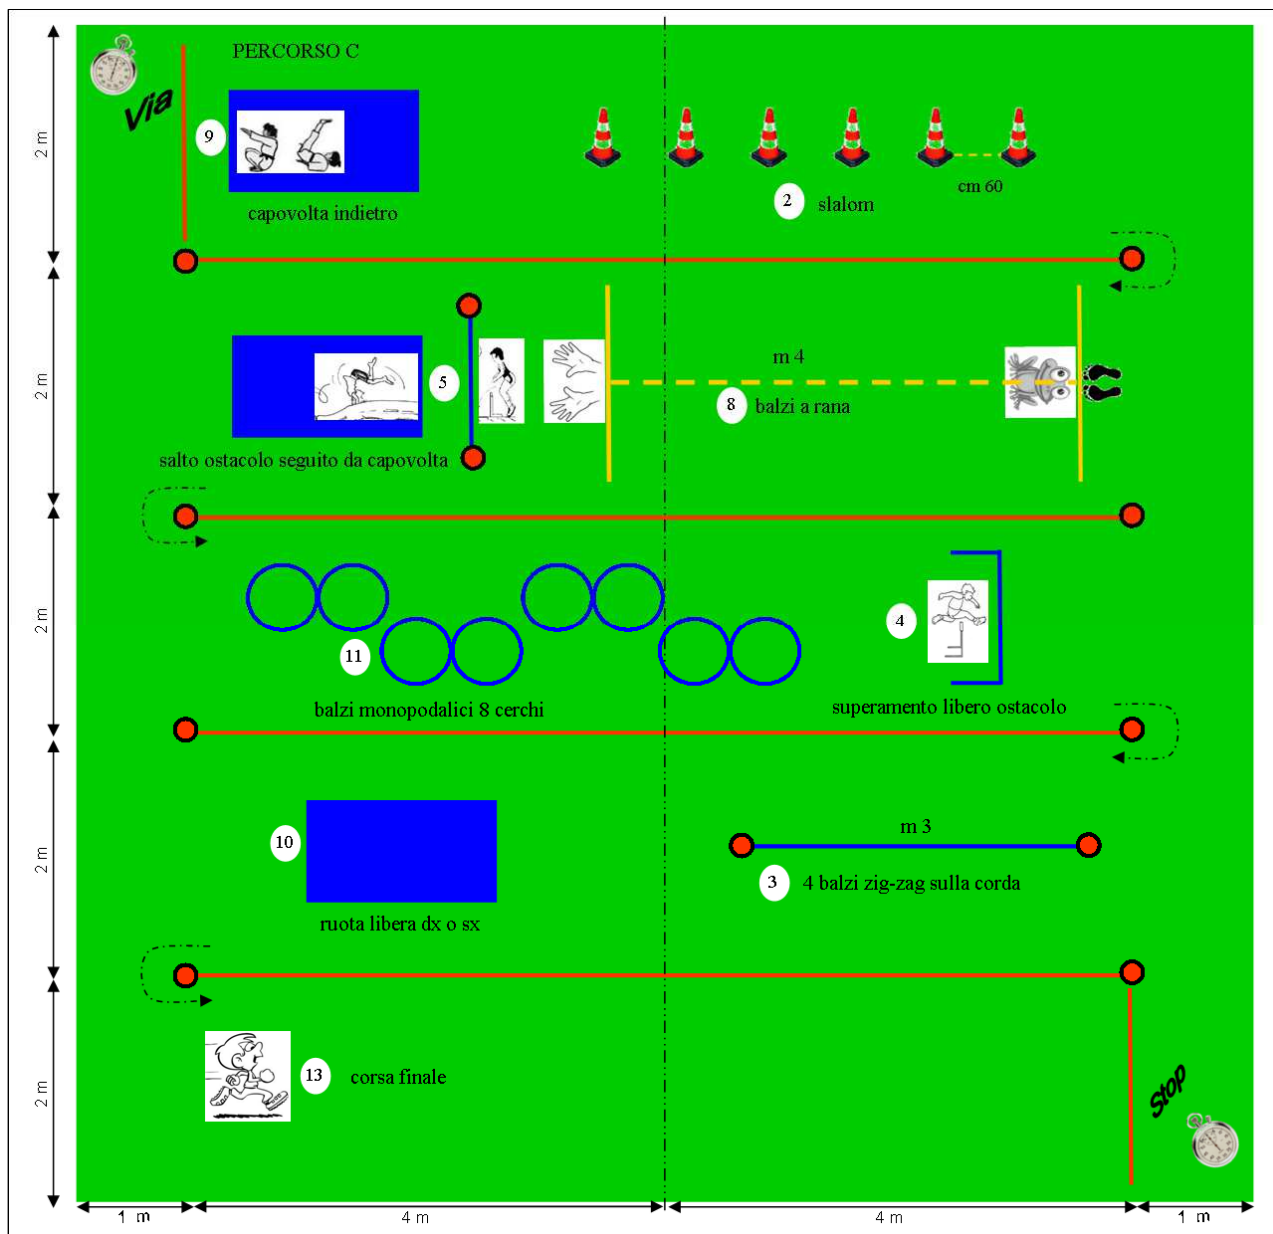 PERCORSO C
Via
9
capovolta indietro
2 slalom
cm 60
2 m
5
salto ostacolo seguito da capovolta
m 4
8 balzi a rana
2 m
11
balzi monopodalici 8 cerchi
4
superamento libero ostacolo
2 m
10
ruota libera dx o sx
m 3
3 4 balzi zig-zag sulla corda
2 m
13 corsa finale
Stop
2 m
1 m 4 m 4 m 1 m